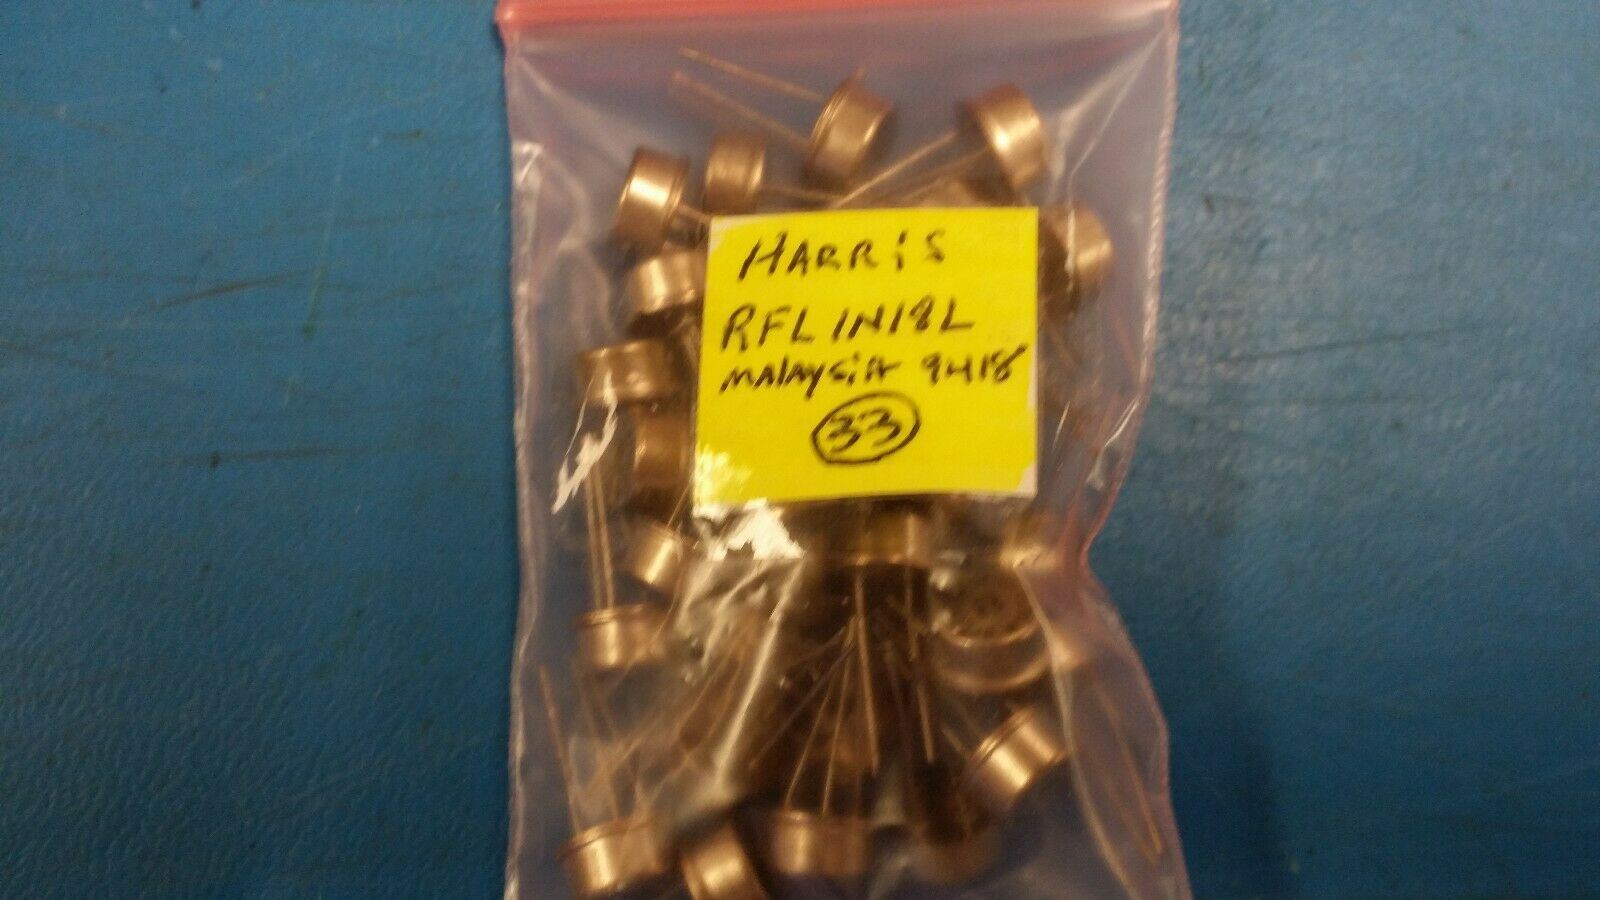 HARRIS
RFL1N18L
MALAYSIA 9418
33